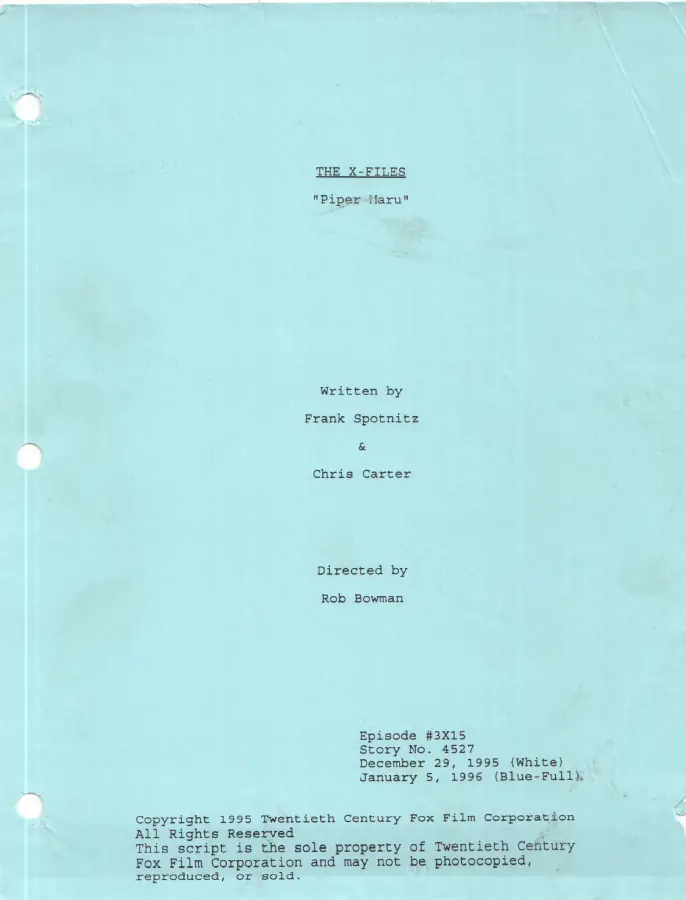 THE X-FILES
"Piper Maru"
Written by
Frank Spotnitz
&
Chris Carter
Directed by
Rob Bowman
Episode #3X15
Story No. 4527
December 29, 1995 (White)
January 5, 1996 (Blue-Full)
Copyright 1995 Twentieth Century Fox Film Corporation
All Rights Reserved
This script is the sole property of Twentieth Century
Fox Film Corporation and may not be photocopied,
reproduced, or sold.